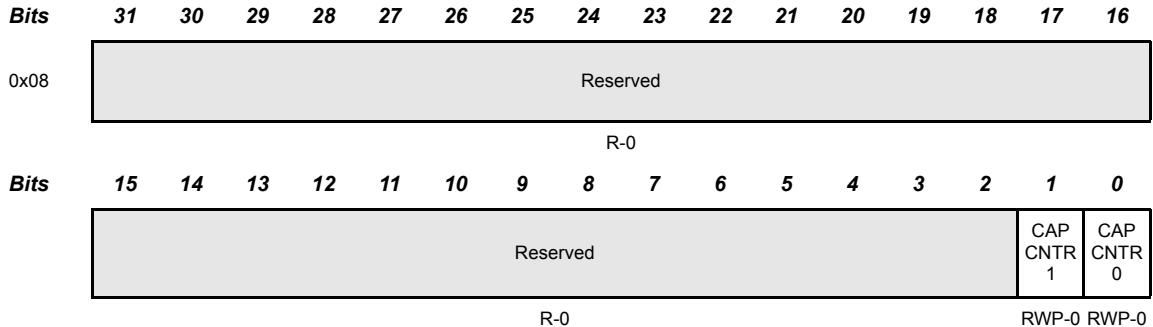 Bits 31 30 29 28 27 26 25 24 23 22 21 20 19 18 17 16
0x08 Reserved
R-0
Bits 15 14 13 12 11 10 9 8 7 6 5 4 3 2 1 0
CAP CAP
Reserved CNTR CNTR
1 0
R-0 RWP-0 RWP-0